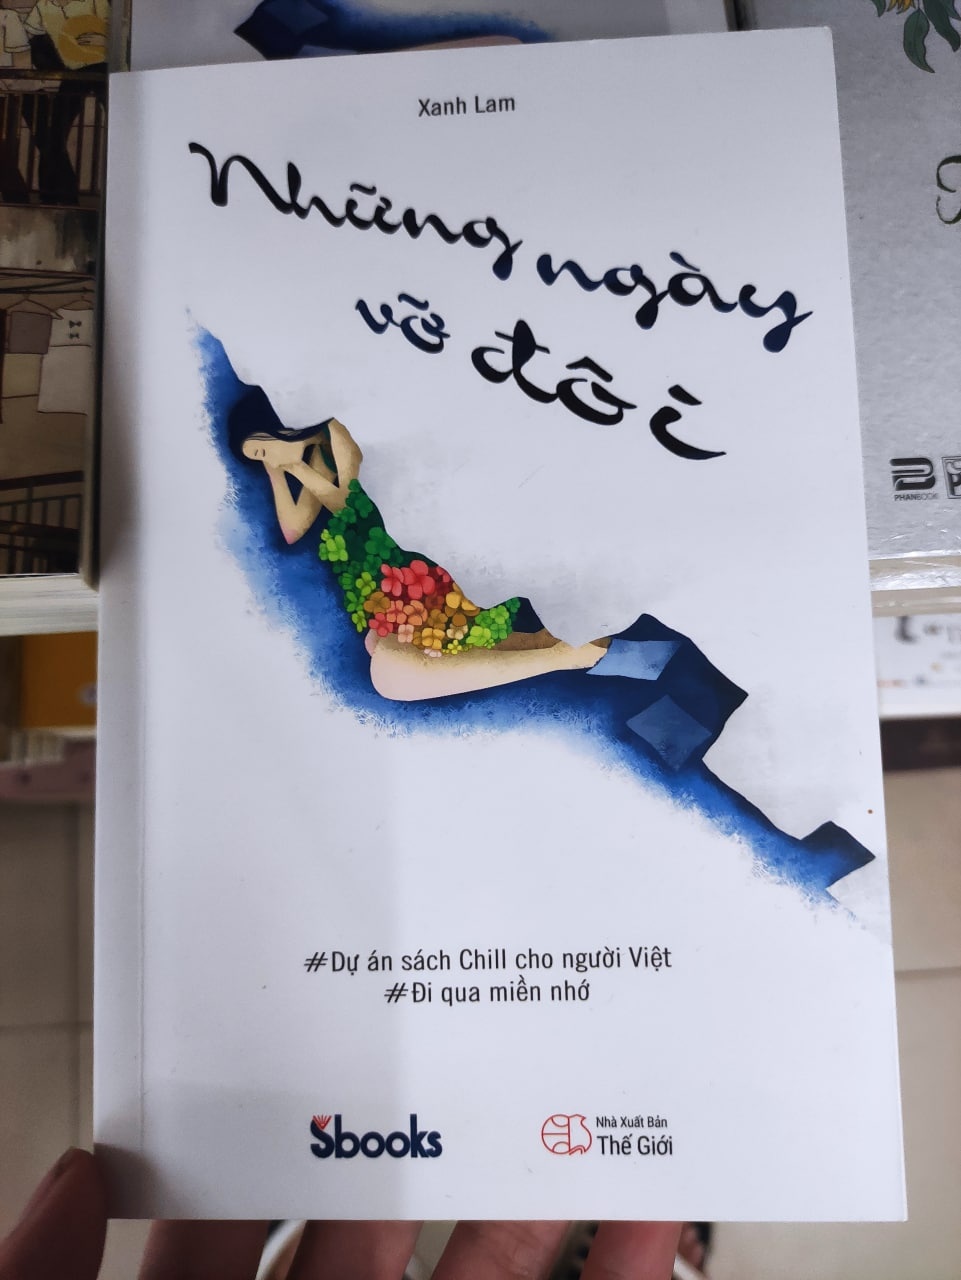 Xanh Lam
Những ngày
vỡ đôi
#Dự án sách Chill cho người Việt
#Đi qua miền nhớ
Sbooks
Nhà Xuất Bản
Thế Giới
PHANBOOK